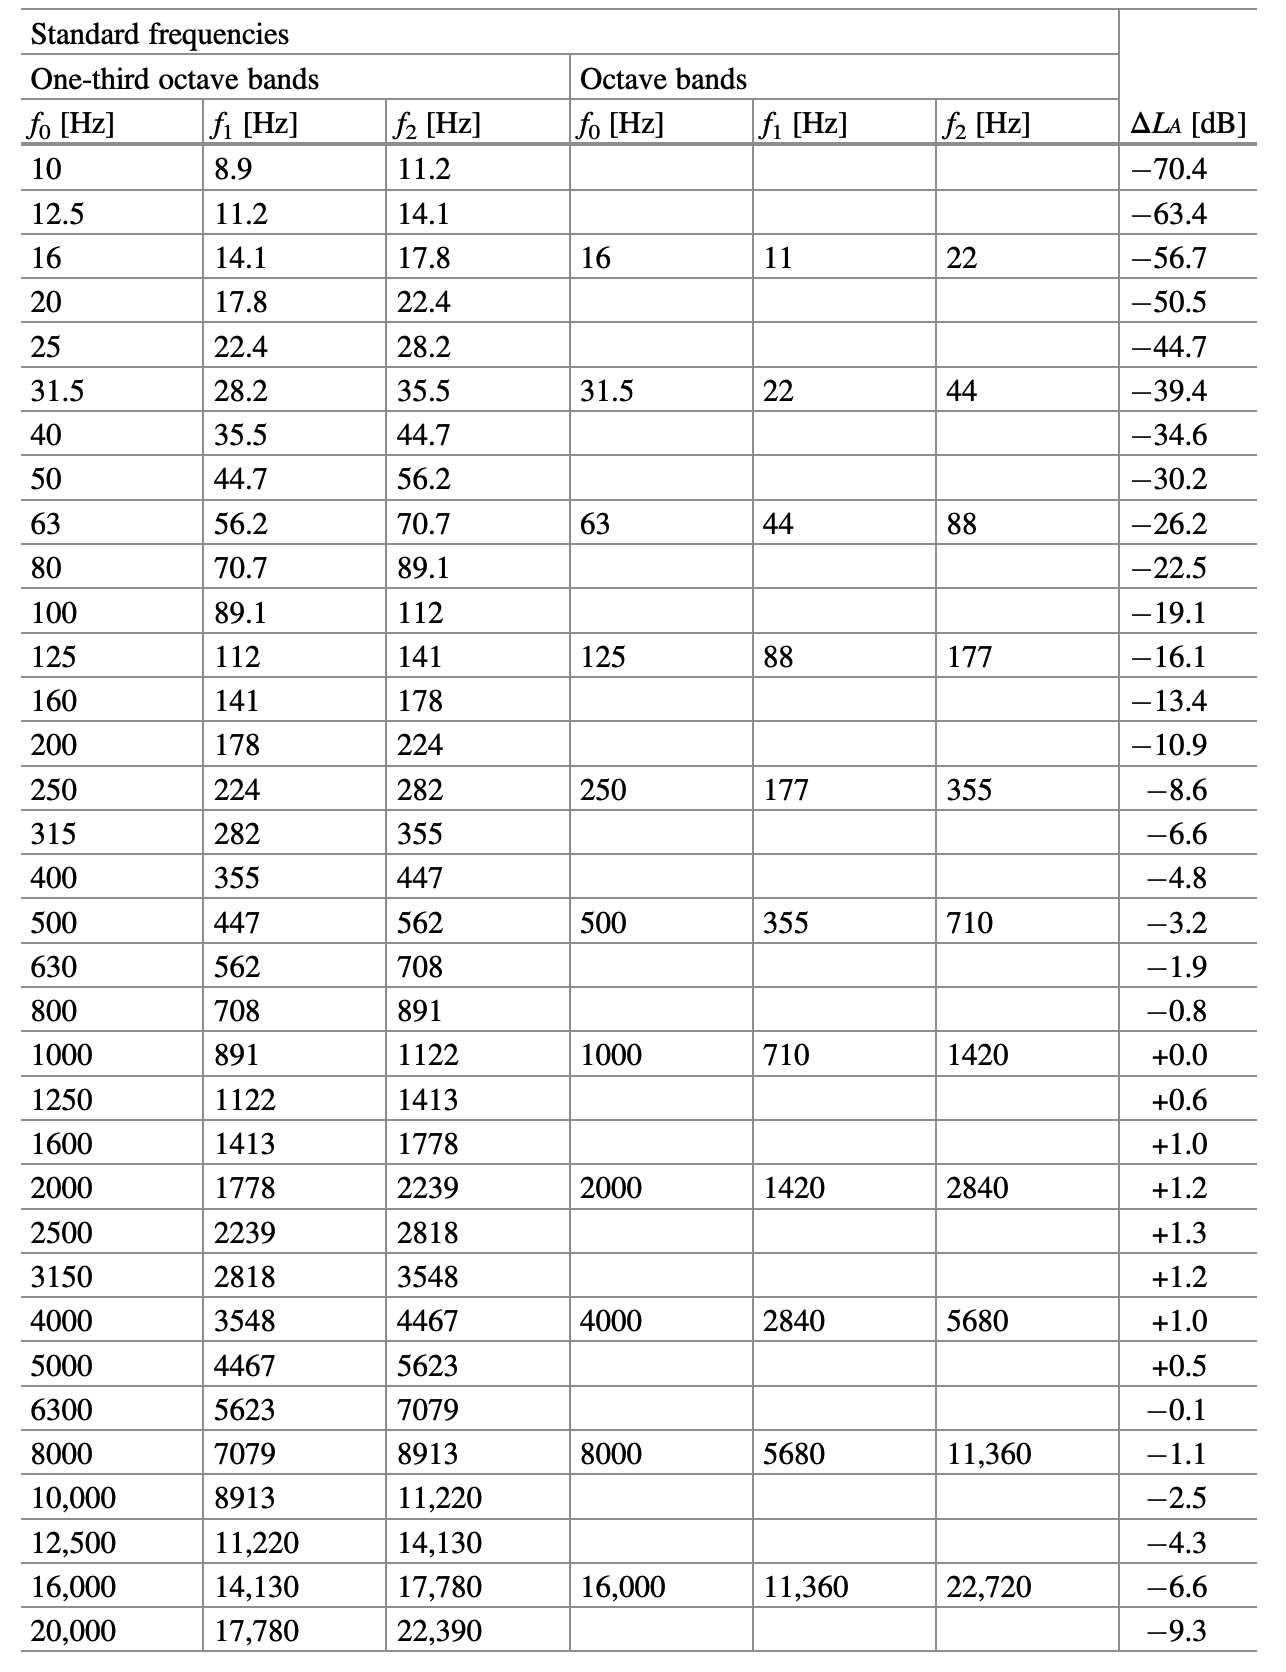 Standard frequencies
One-third octave bands Octave bands
f0 [Hz] f1 [Hz] f2 [Hz] f0 [Hz] f1 [Hz] f2 [Hz] ΔLA [dB]
10 8.9 11.2 −70.4
12.5 11.2 14.1 −63.4
16 14.1 17.8 16 11 22 −56.7
20 17.8 22.4 −50.5
25 22.4 28.2 −44.7
31.5 28.2 35.5 31.5 22 44 −39.4
40 35.5 44.7 −34.6
50 44.7 56.2 −30.2
63 56.2 70.7 63 44 88 −26.2
80 70.7 89.1 −22.5
100 89.1 112 −19.1
125 112 141 125 88 177 −16.1
160 141 178 −13.4
200 178 224 −10.9
250 224 282 250 177 355 −8.6
315 282 355 −6.6
400 355 447 −4.8
500 447 562 500 355 710 −3.2
630 562 708 −1.9
800 708 891 −0.8
1000 891 1122 1000 710 1420 +0.0
1250 1122 1413 +0.6
1600 1413 1778 +1.0
2000 1778 2239 2000 1420 2840 +1.2
2500 2239 2818 +1.3
3150 2818 3548 +1.2
4000 3548 4467 4000 2840 5680 +1.0
5000 4467 5623 +0.5
6300 5623 7079 −0.1
8000 7079 8913 8000 5680 11,360 −1.1
10,000 8913 11,220 −2.5
12,500 11,220 14,130 −4.3
16,000 14,130 17,780 16,000 11,360 22,720 −6.6
20,000 17,780 22,390 −9.3